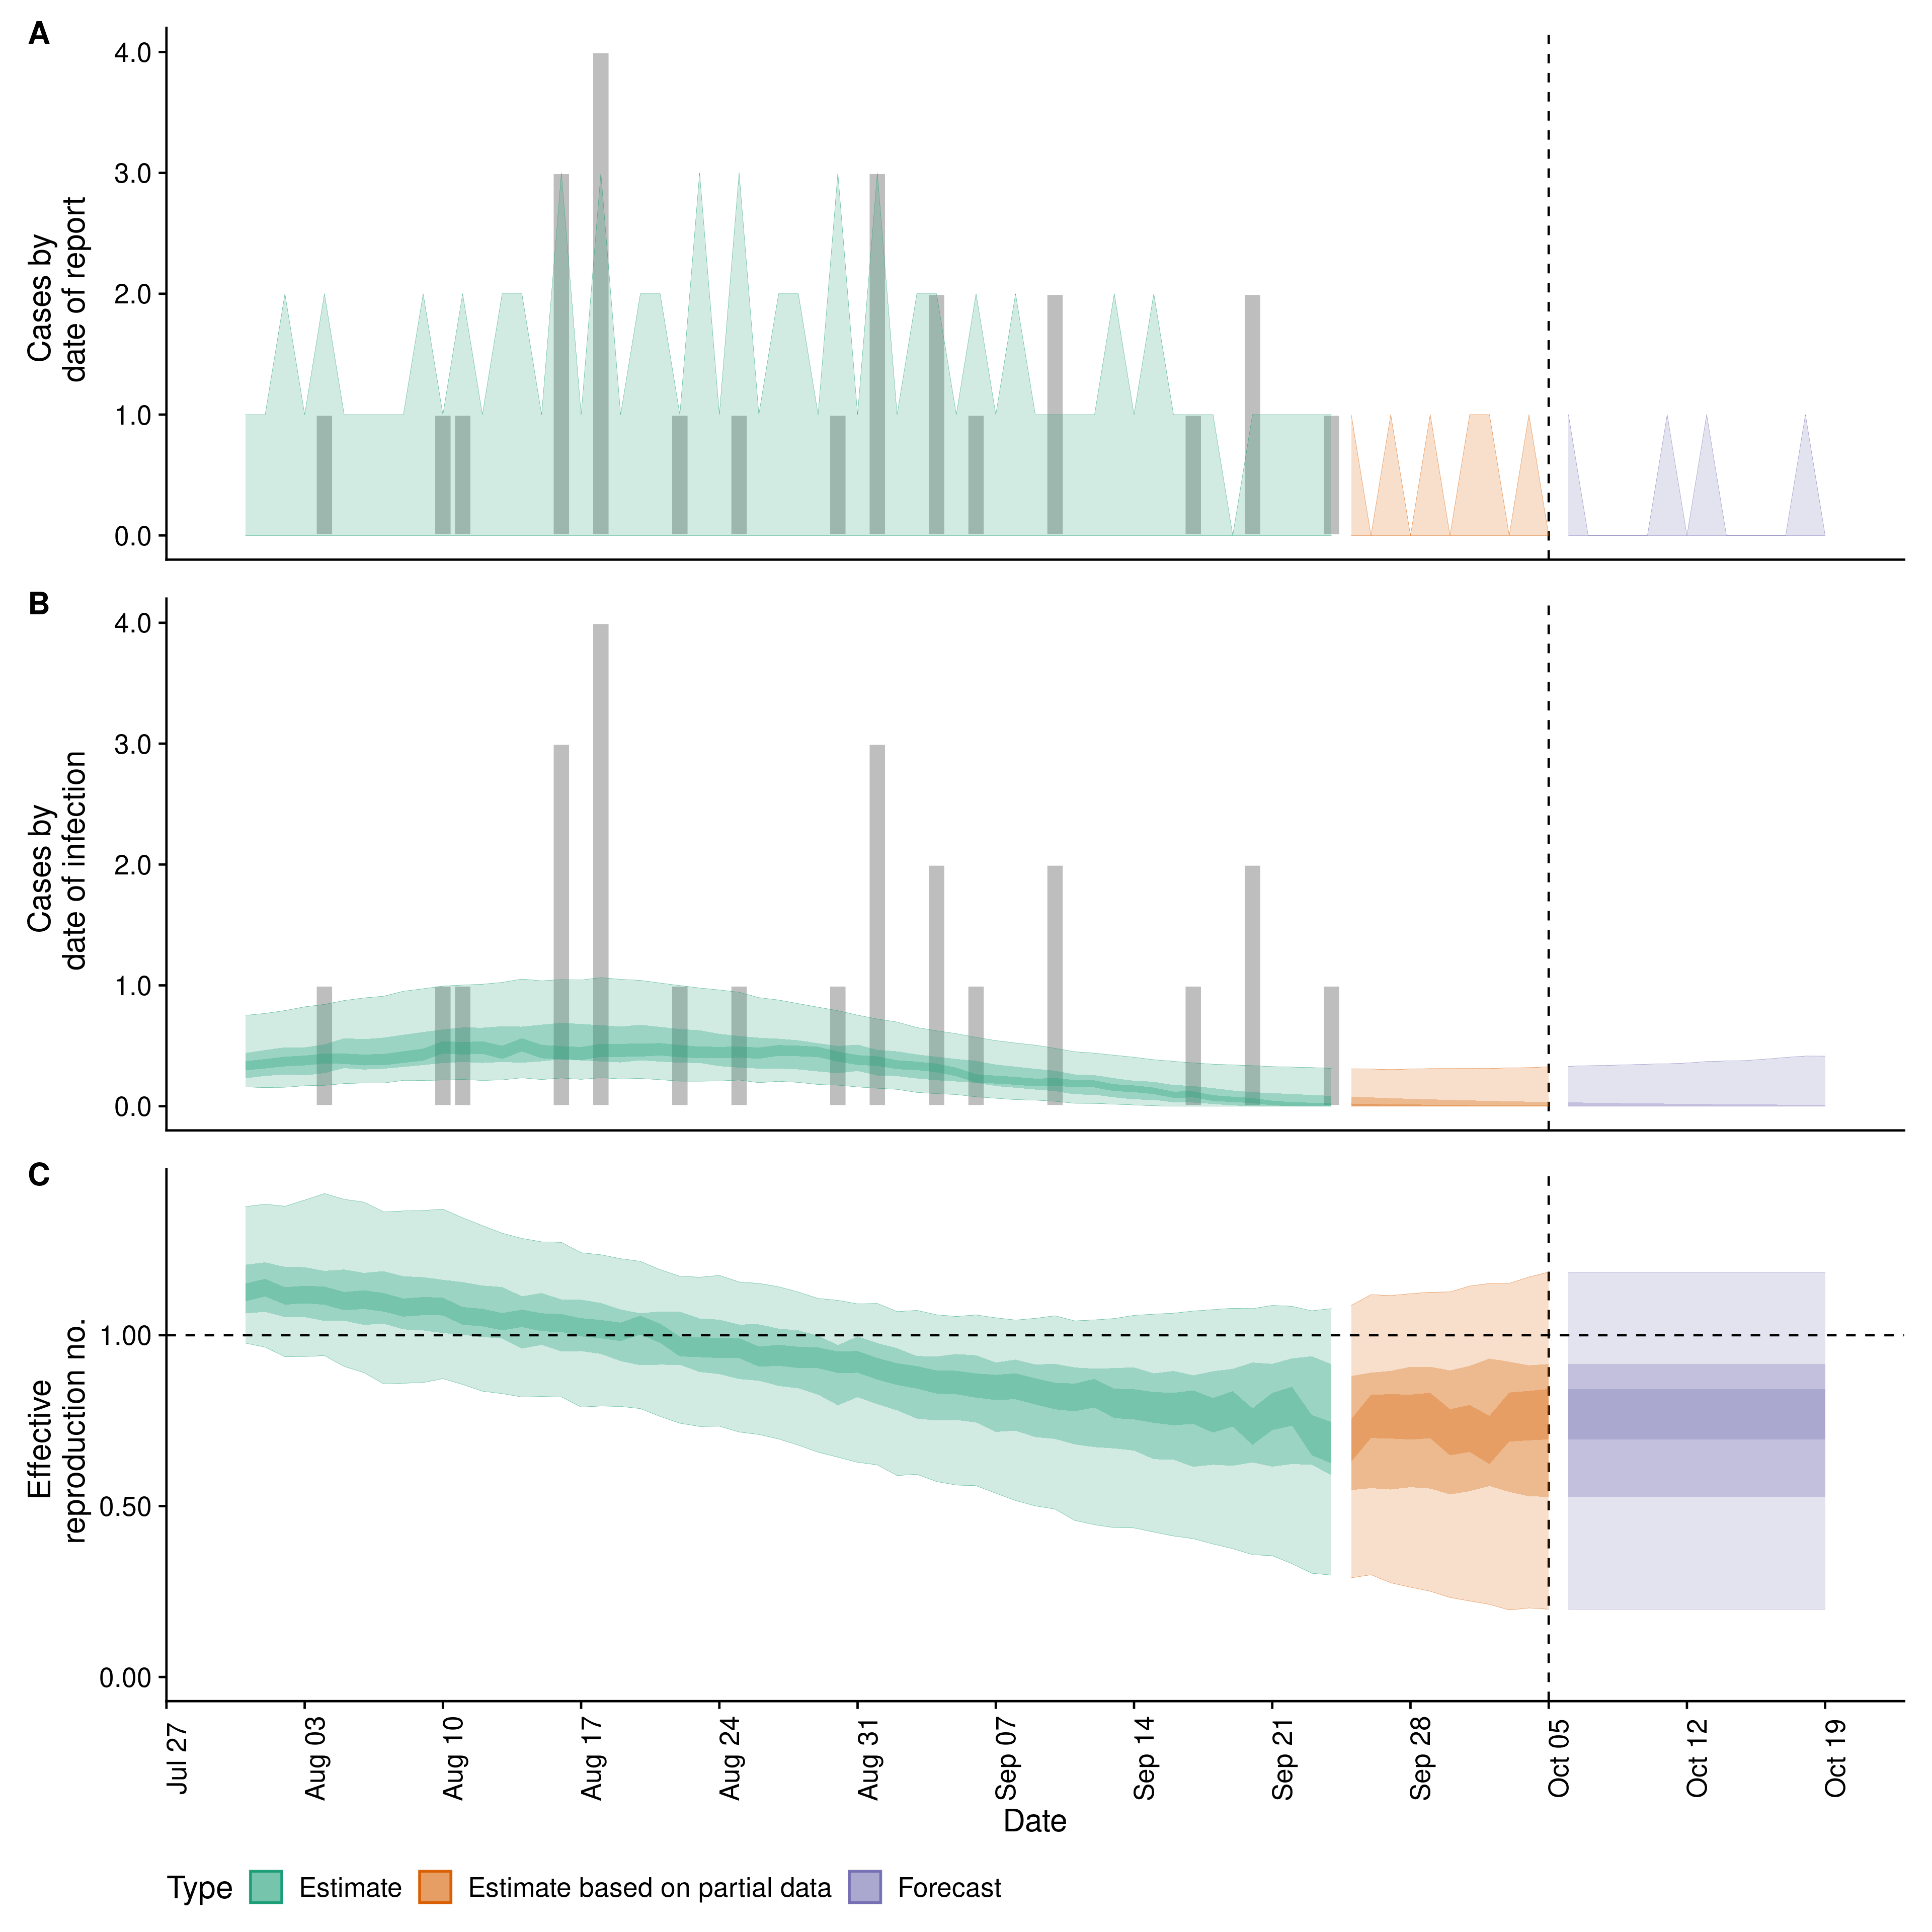 A
4.0
3.0
2.0
1.0
0.0
Cases by
date of report
B
4.0
3.0
2.0
1.0
0.0
Cases by
date of infection
C
1.00
0.50
0.00
Effective
reproduction no.
Jul 27
Aug 03
Aug 10
Aug 17
Aug 24
Aug 31
Sep 07
Sep 14
Sep 21
Sep 28
Oct 05
Oct 12
Oct 19
Date
Type Estimate Estimate based on partial data Forecast